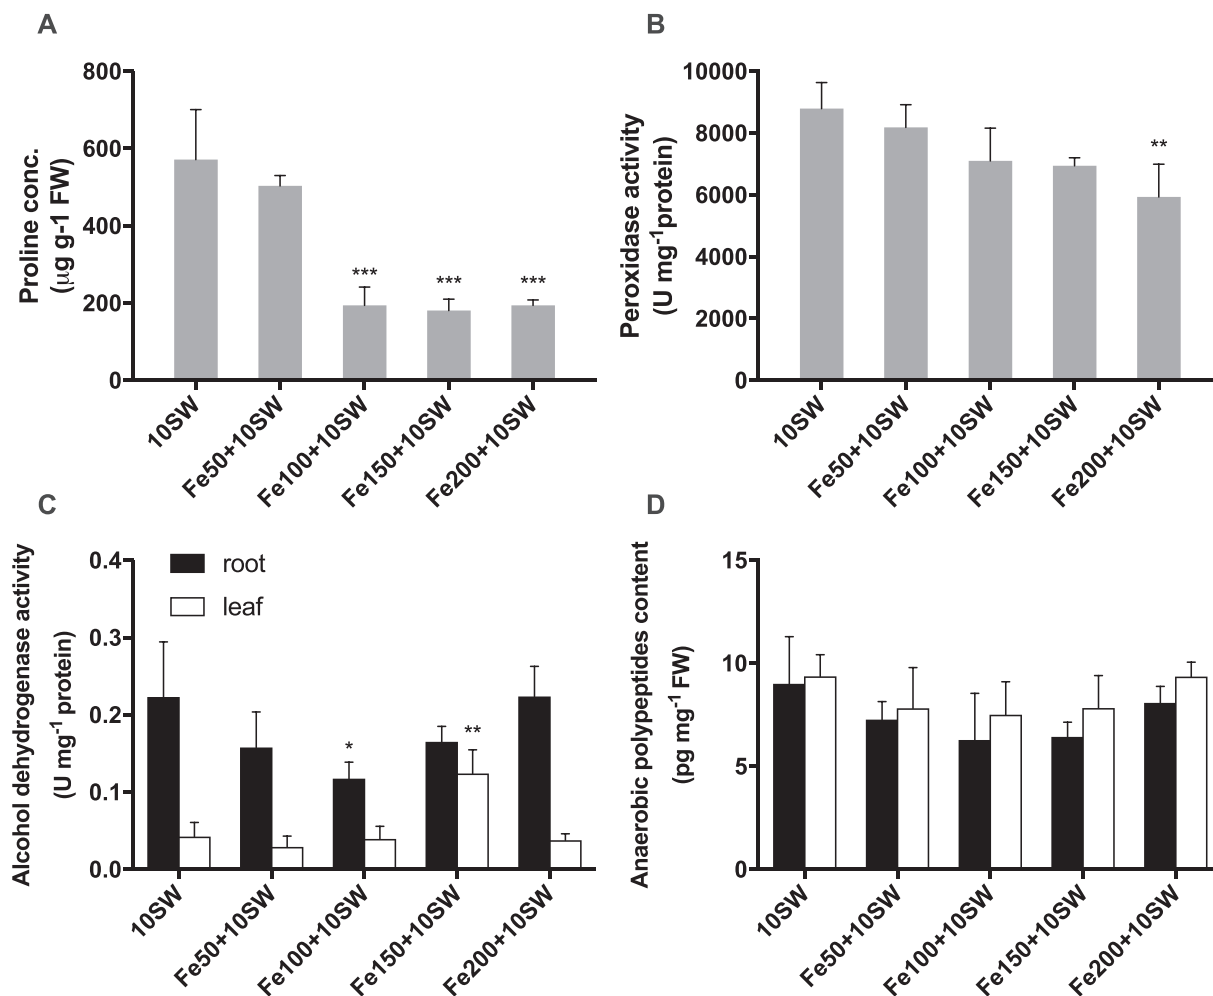 A
Proline conc.
(µg g-1 FW)
800
600
400
200
0
***
***
***
10SW
Fe50+10SW
Fe100+10SW
Fe150+10SW
Fe200+10SW
B
Peroxidase activity
(U mg-1protein)
10000
8000
6000
4000
2000
0
**
10SW
Fe50+10SW
Fe100+10SW
Fe150+10SW
Fe200+10SW
C
Alcohol dehydrogenase activity
(U mg-1 protein)
0.4
0.3
0.2
0.1
0.0
root
leaf
*
**
10SW
Fe50+10SW
Fe100+10SW
Fe150+10SW
Fe200+10SW
D
Anaerobic polypeptides content
(pg mg-1 FW)
15
10
5
0
10SW
Fe50+10SW
Fe100+10SW
Fe150+10SW
Fe200+10SW